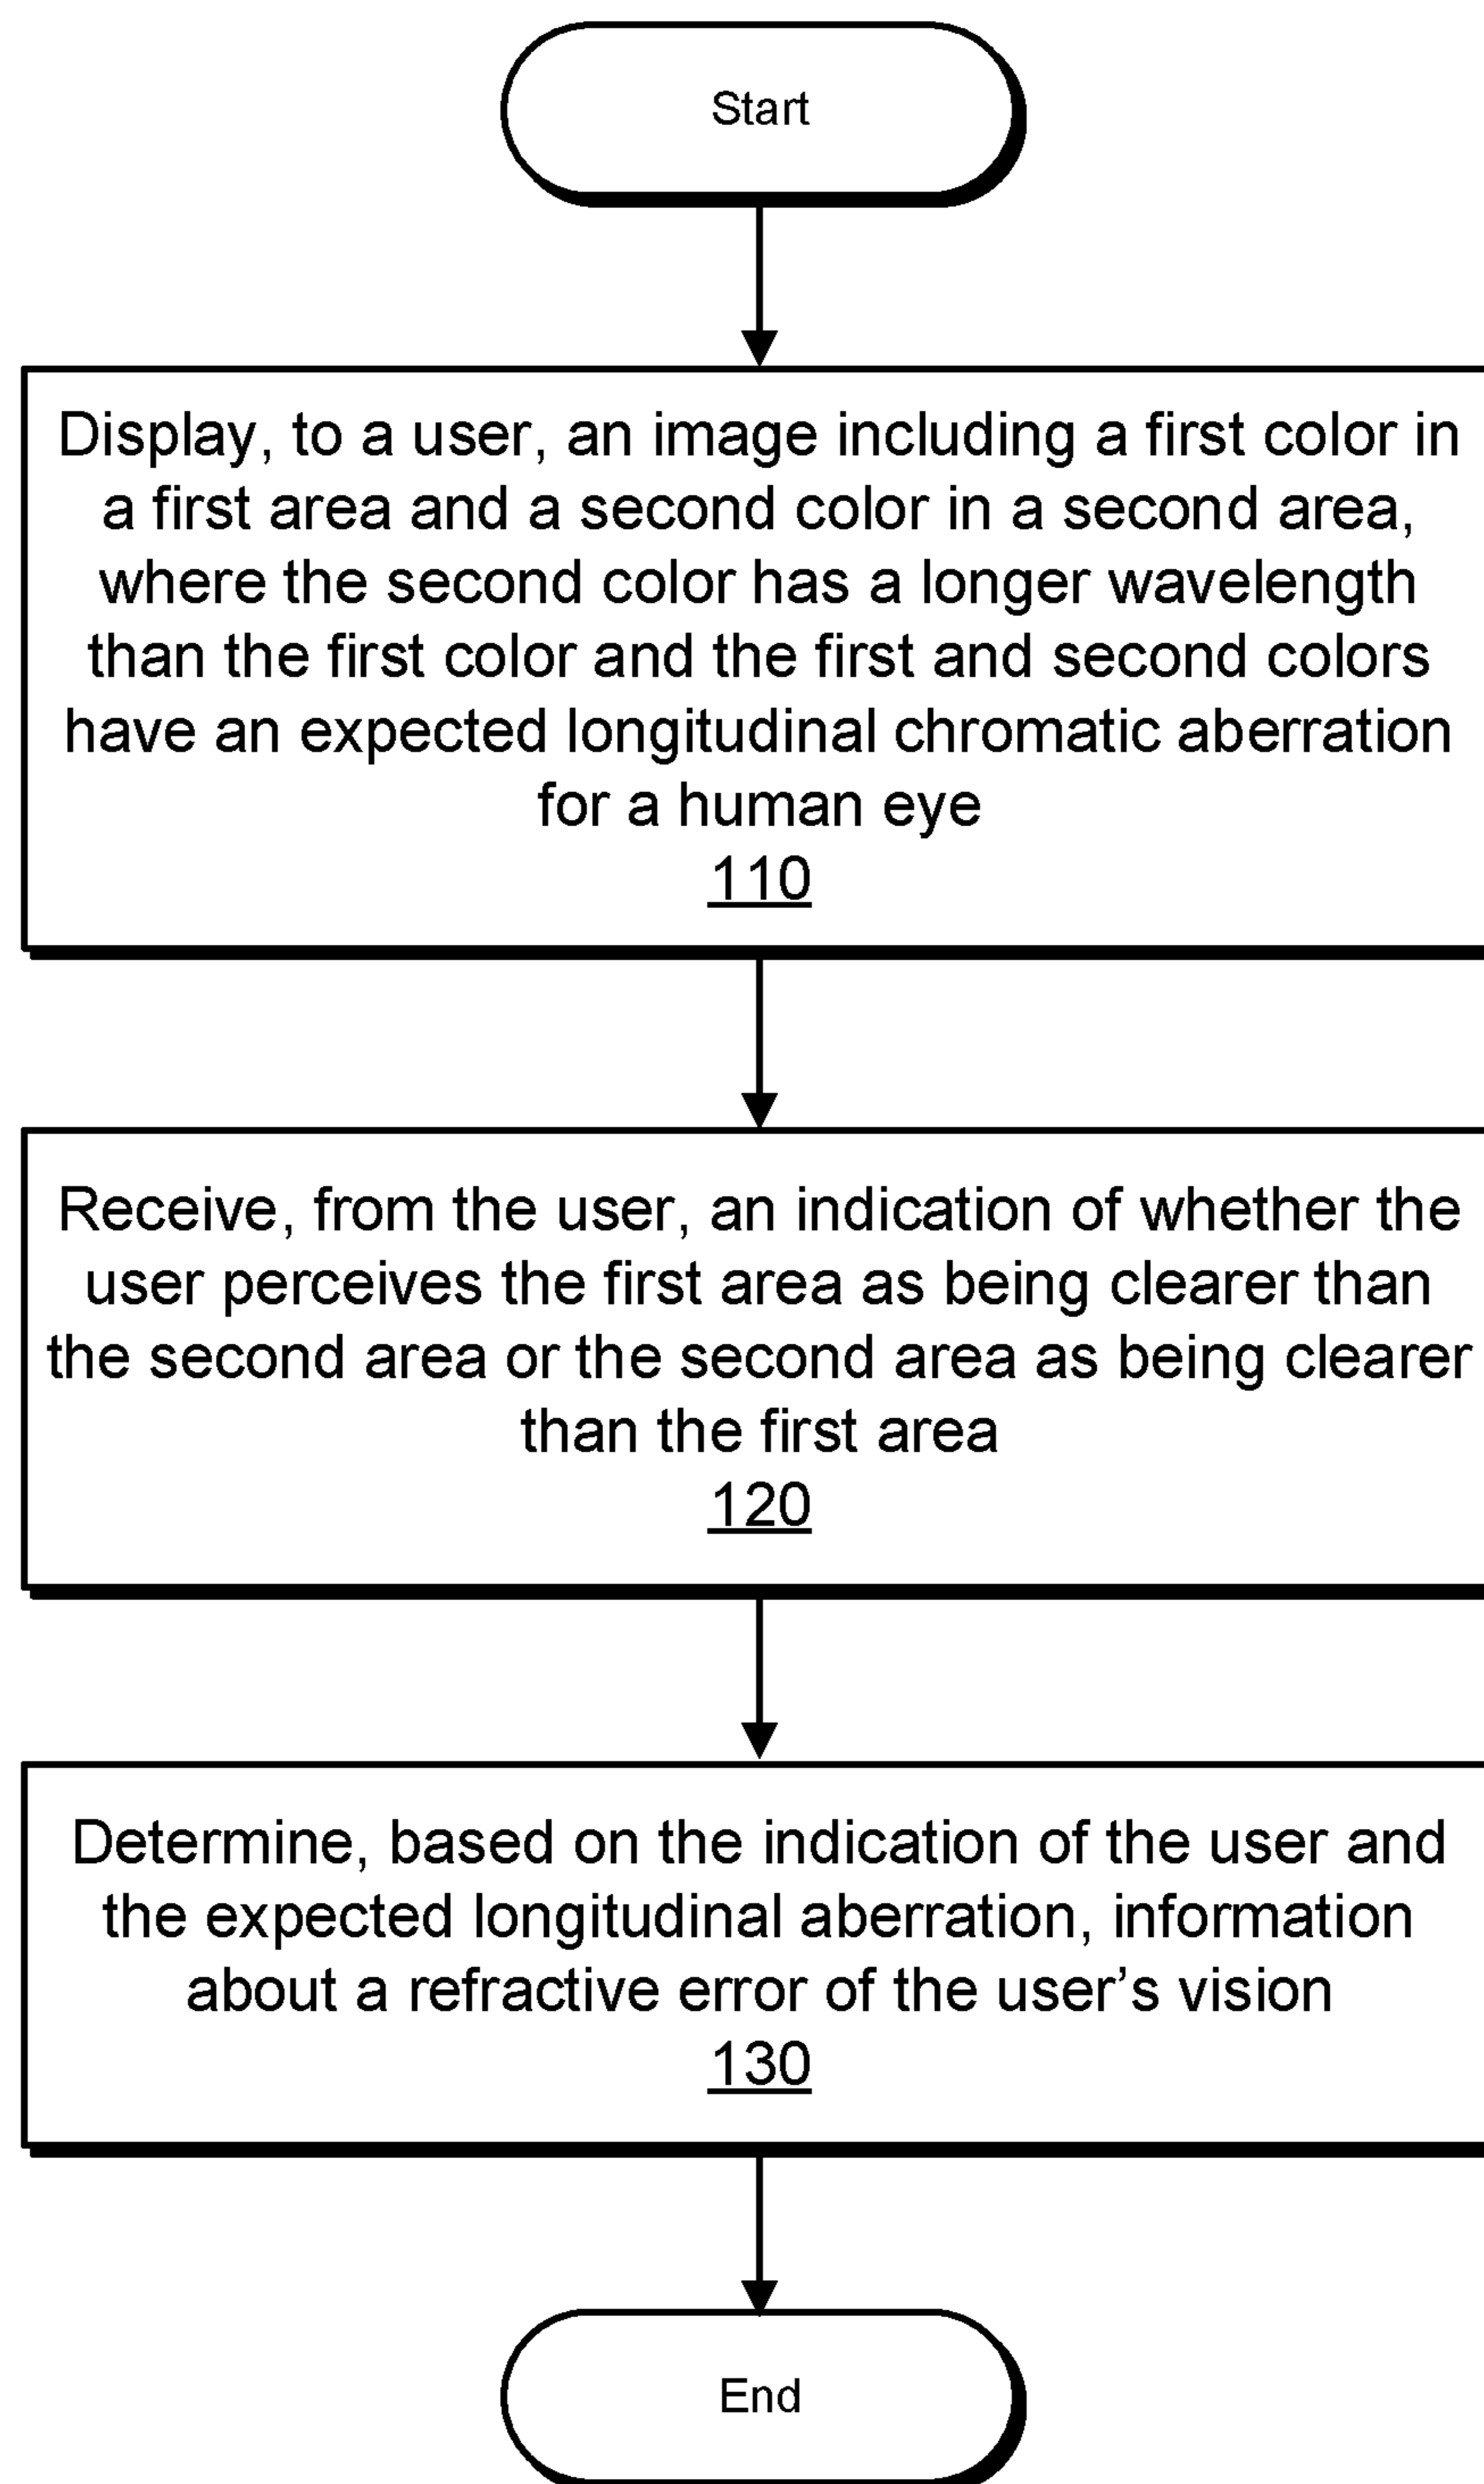 Start
Display, to a user, an image including a first color in
a first area and a second color in a second area,
where the second color has a longer wavelength
than the first color and the first and second colors
have an expected longitudinal chromatic aberration
for a human eye
110
Receive, from the user, an indication of whether the
user perceives the first area as being clearer than
the second area or the second area as being clearer
than the first area
120
Determine, based on the indication of the user and
the expected longitudinal aberration, information
about a refractive error of the user’s vision
130
End